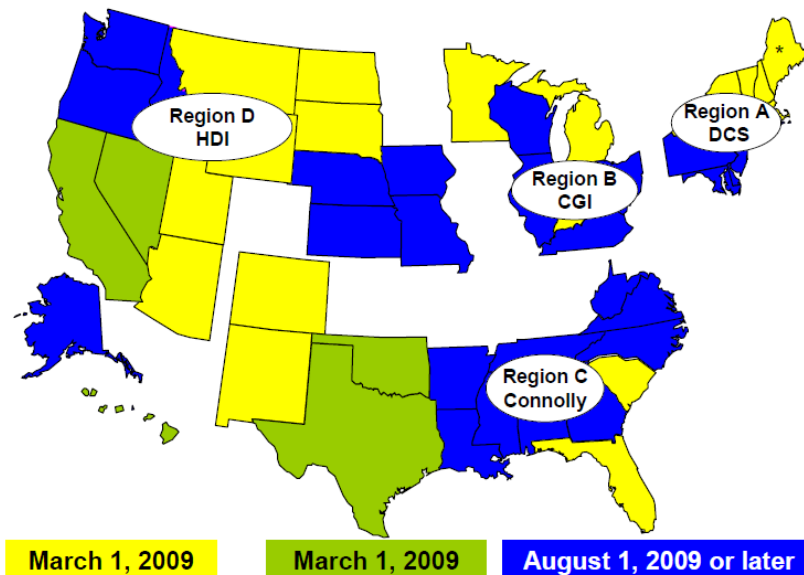 *
Region A
DCS
Region D
HDI
Region B
CGI
Region C
Connolly
March 1, 2009
March 1, 2009
August 1, 2009 or later